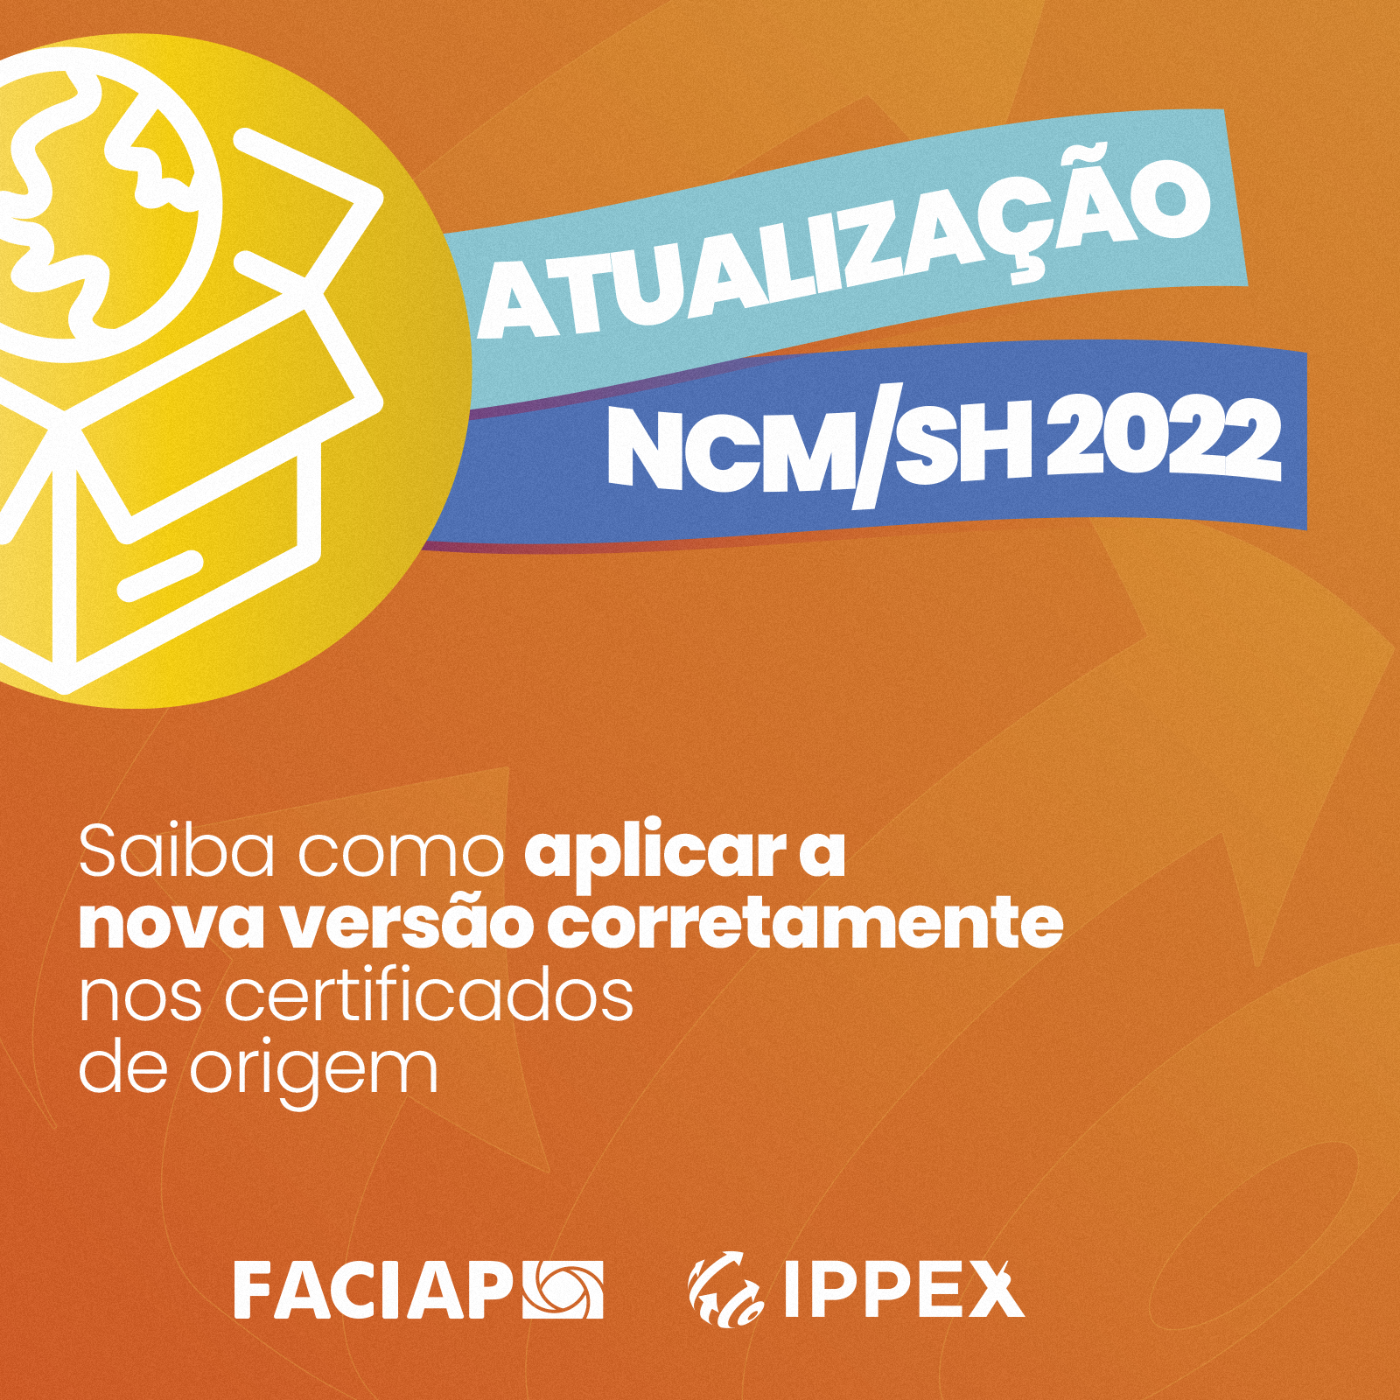 ATUALIZAÇÃO
NCM/SH 2022
Saiba como aplicar a
nova versão corretamente
nos certificados
de origem
FACIAP
IPPEX